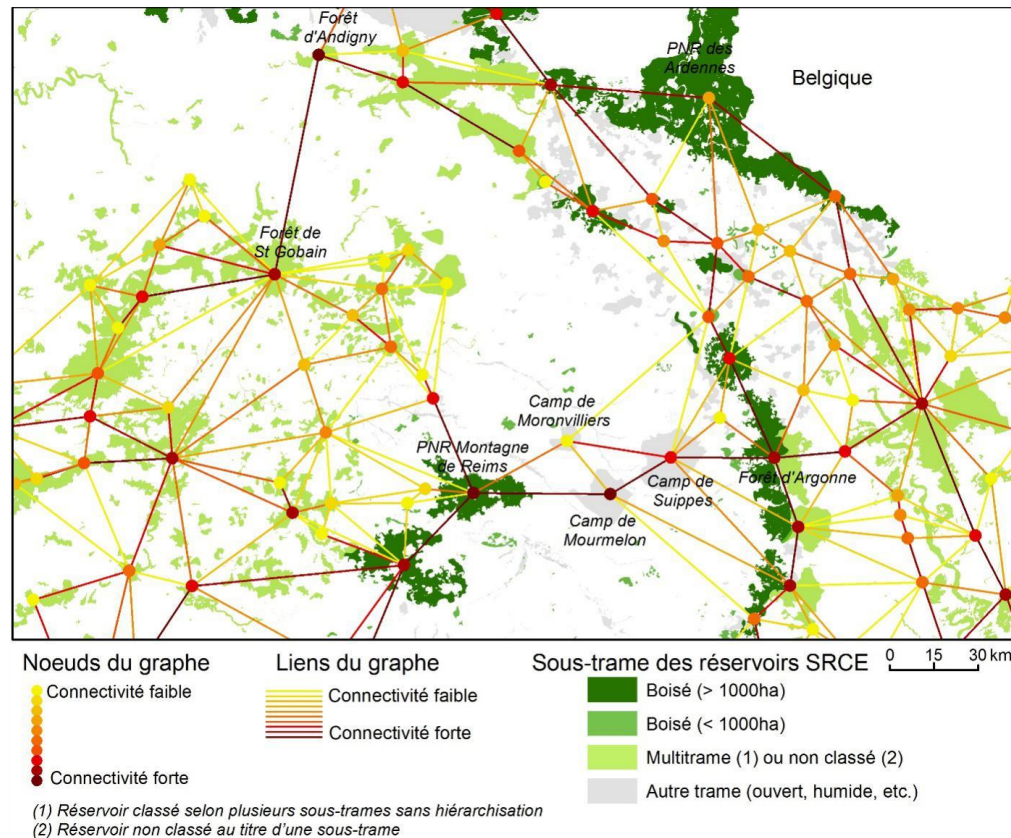 Forêt
d'Andigny
PNR des
Ardennes
Belgique
Forêt de
St Gobain
Camp de
Moronvilliers
PNR Montagne
de Reims
Camp de
Suippes
Forêt d'Argonne
Camp de
Mourmelon
Noeuds du graphe
Connectivité faible
Connectivité forte
Liens du graphe
Connectivité faible
Connectivité forte
Sous-trame des réservoirs SRCE
0 15 30 km
Boisé (> 1000ha)
Boisé (< 1000ha)
Multitrame (1) ou non classé (2)
Autre trame (ouvert, humide, etc.)
(1) Réservoir classé selon plusieurs sous-trames sans hiérarchisation
(2) Réservoir non classé au titre d'une sous-trame